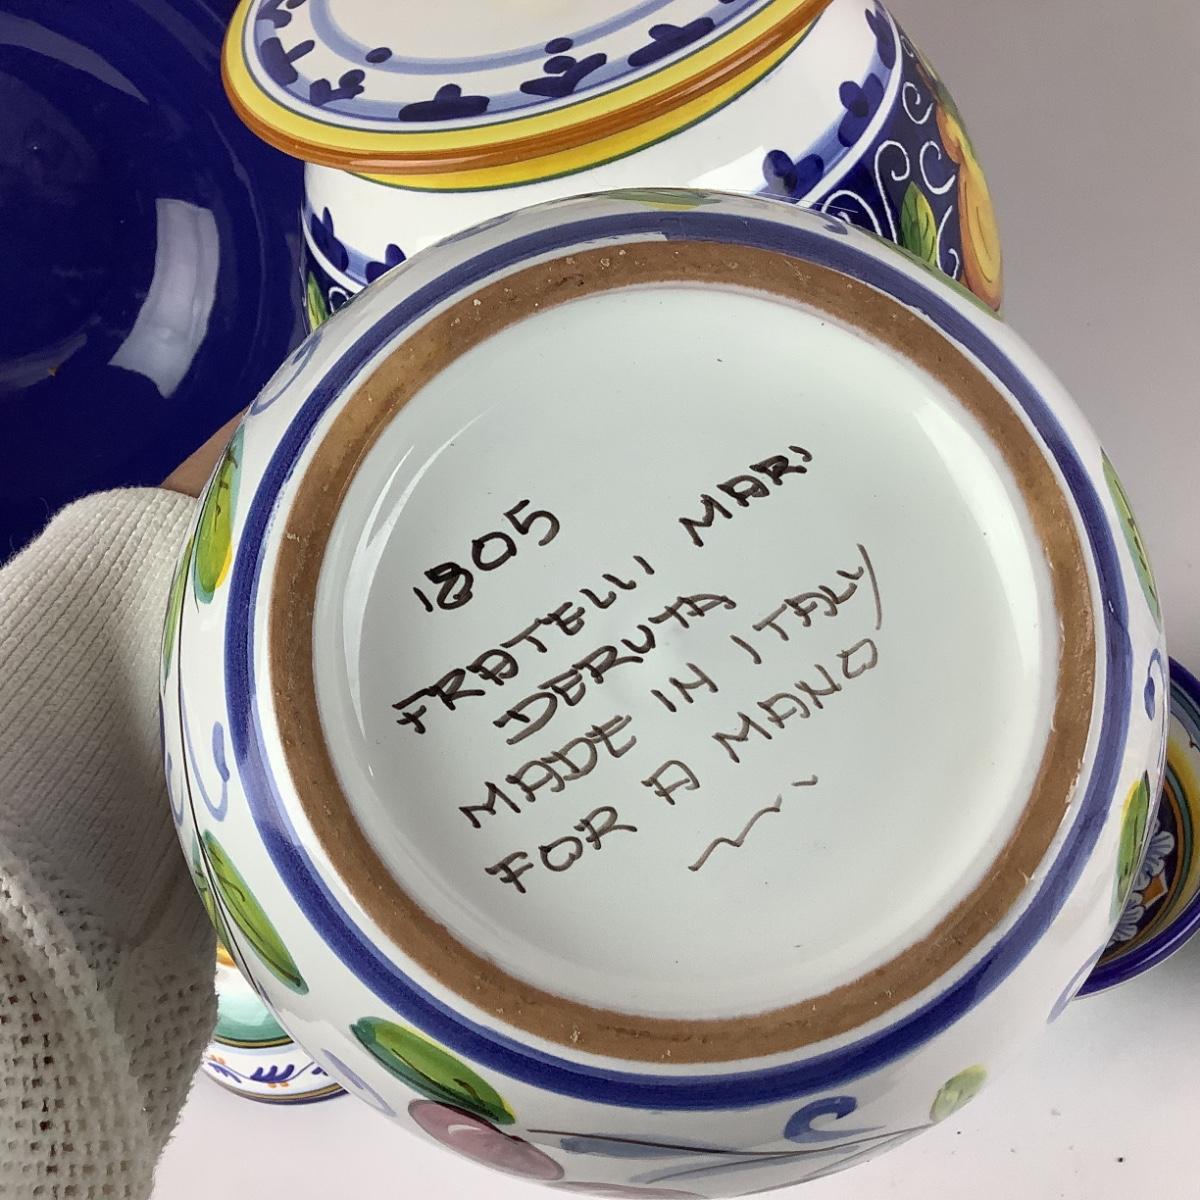 1805
FRATELLI MARI
DERUTA
MADE IN ITALY
FOR A MANO